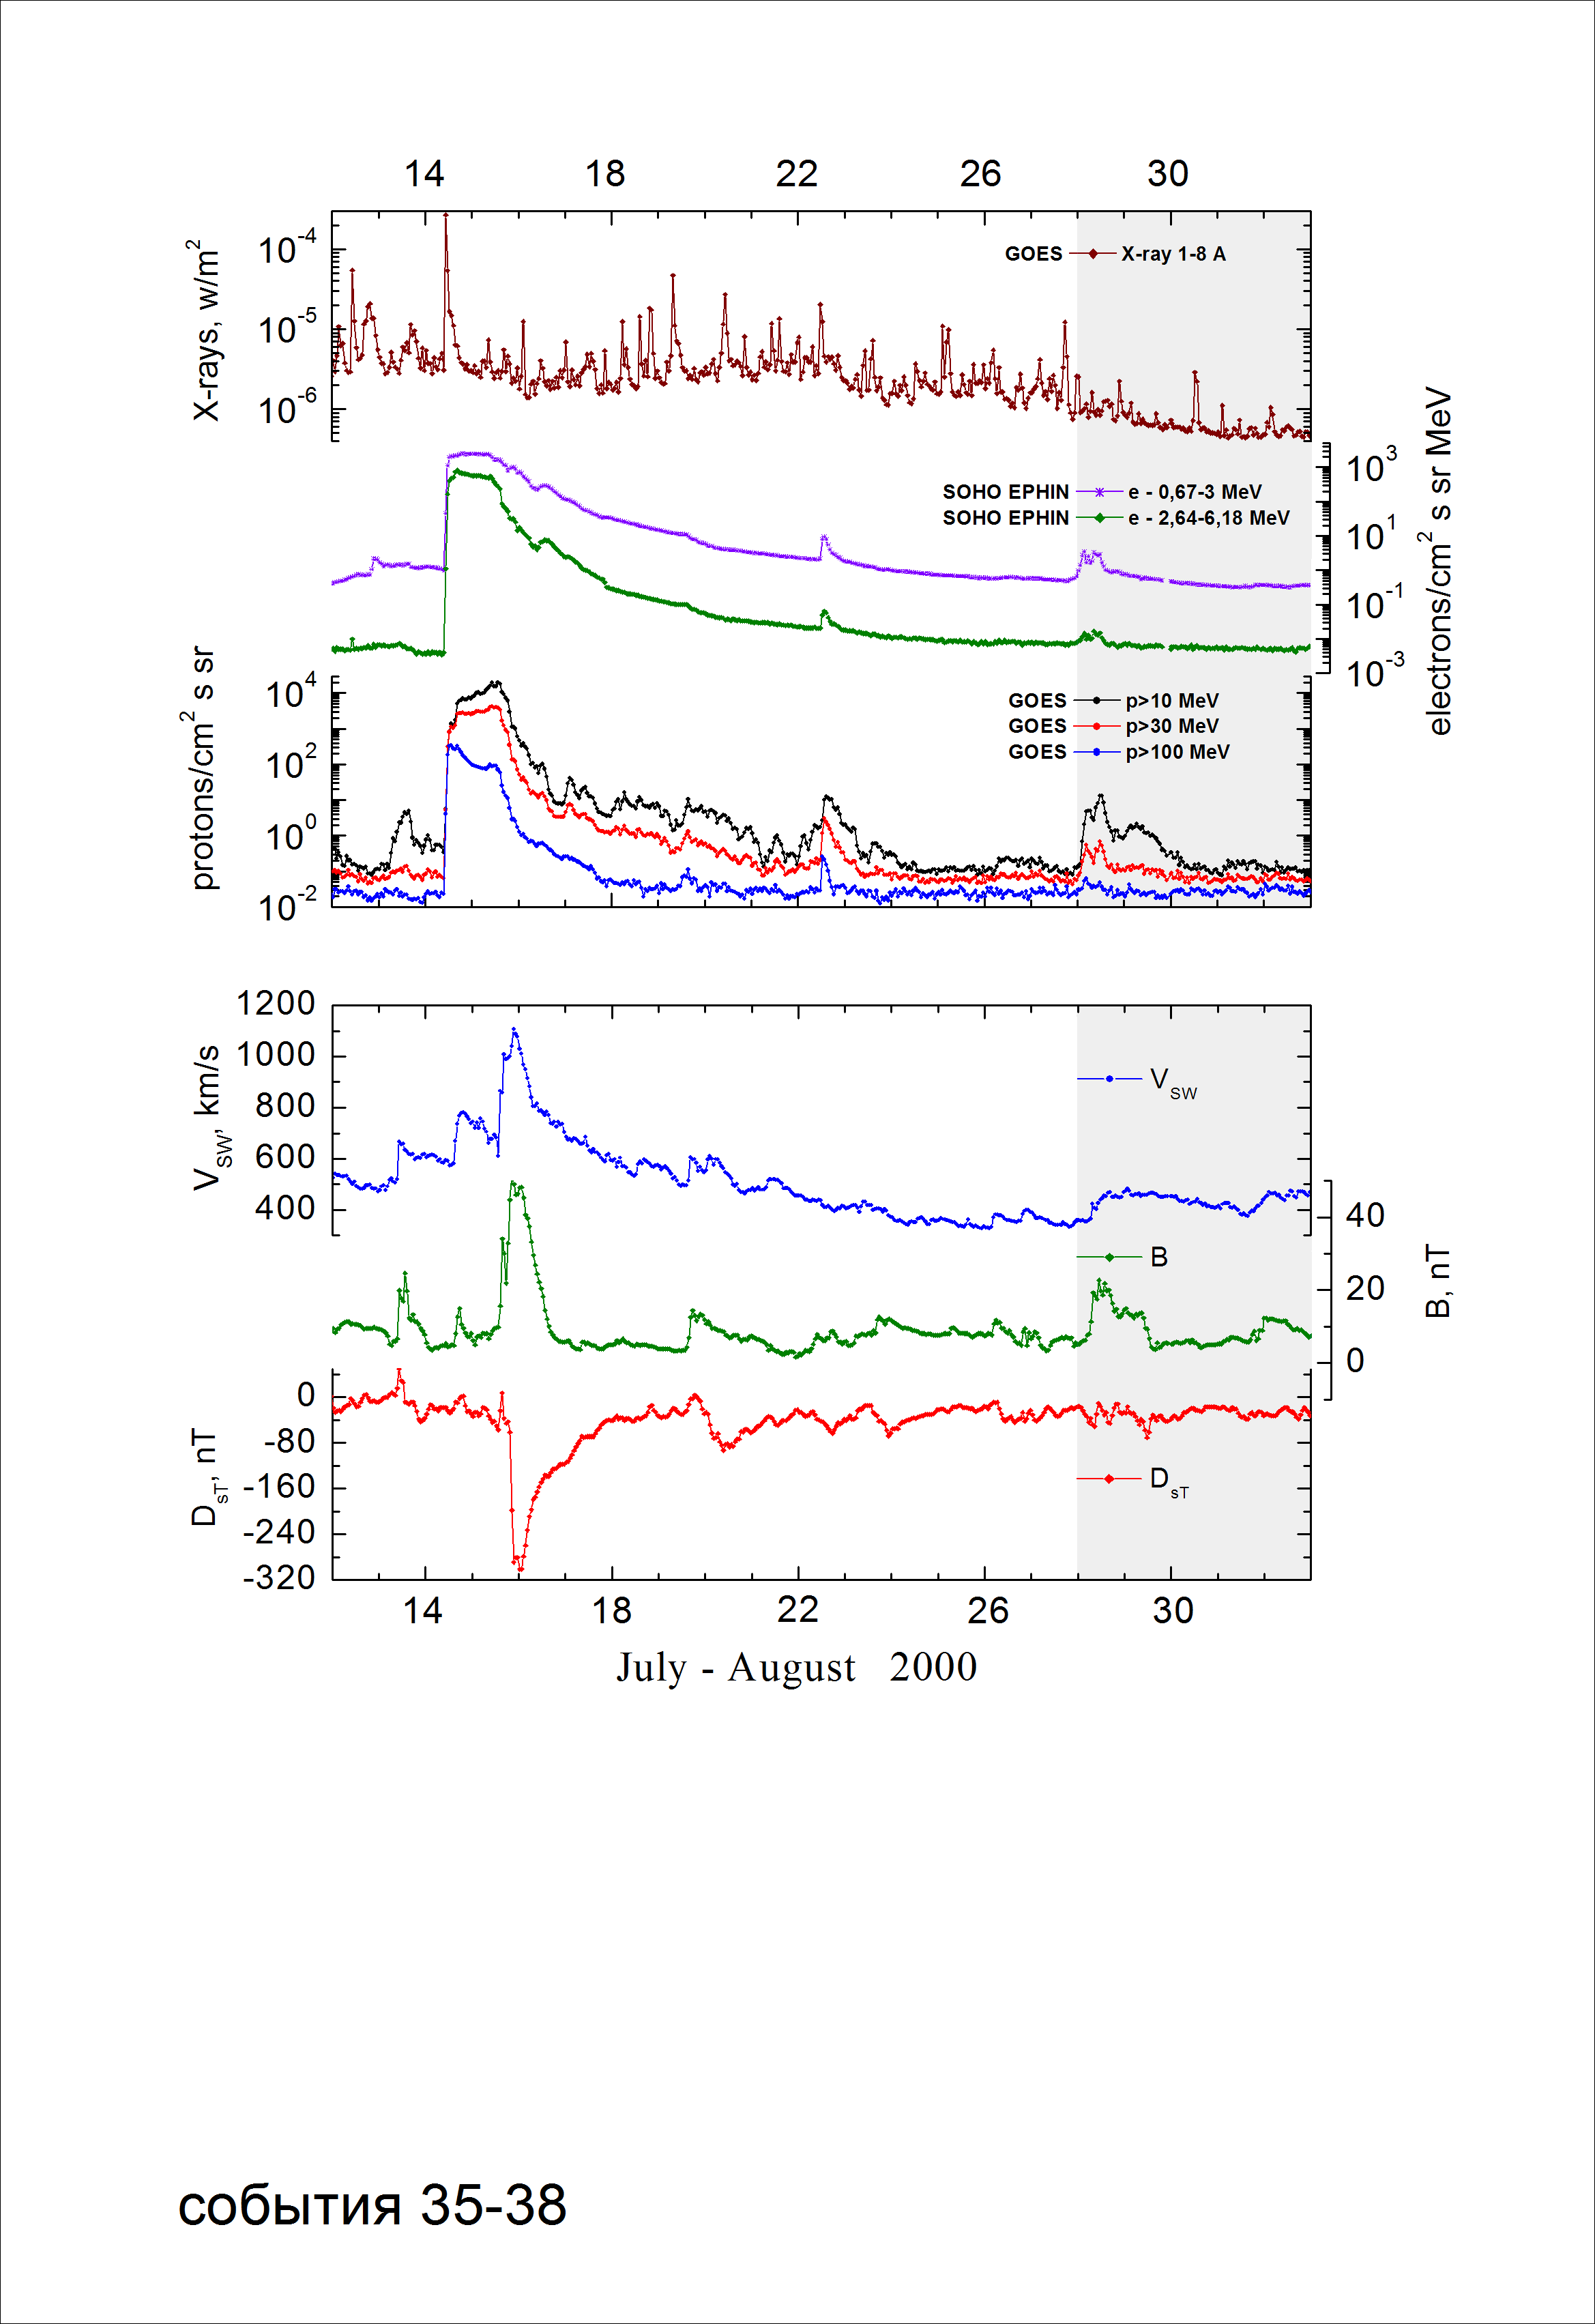 14 18 22 26 30
X-rays, w/m²
10⁻⁴
10⁻⁵
10⁻⁶
GOES X-ray 1-8 A
electrons/cm² s sr MeV
10³
10¹
10⁻¹
10⁻³
SOHO EPHIN e - 0,67-3 MeV
SOHO EPHIN e - 2,64-6,18 MeV
protons/cm² s sr
10⁴
10²
10⁰
10⁻²
GOES p>10 MeV
GOES p>30 MeV
GOES p>100 MeV
V_SW, km/s
1200
1000
800
600
400
V_SW
B, nT
40
20
0
B
D_sT, nT
0
-80
-160
-240
-320
D_sT
14 18 22 26 30
July - August 2000
события 35-38